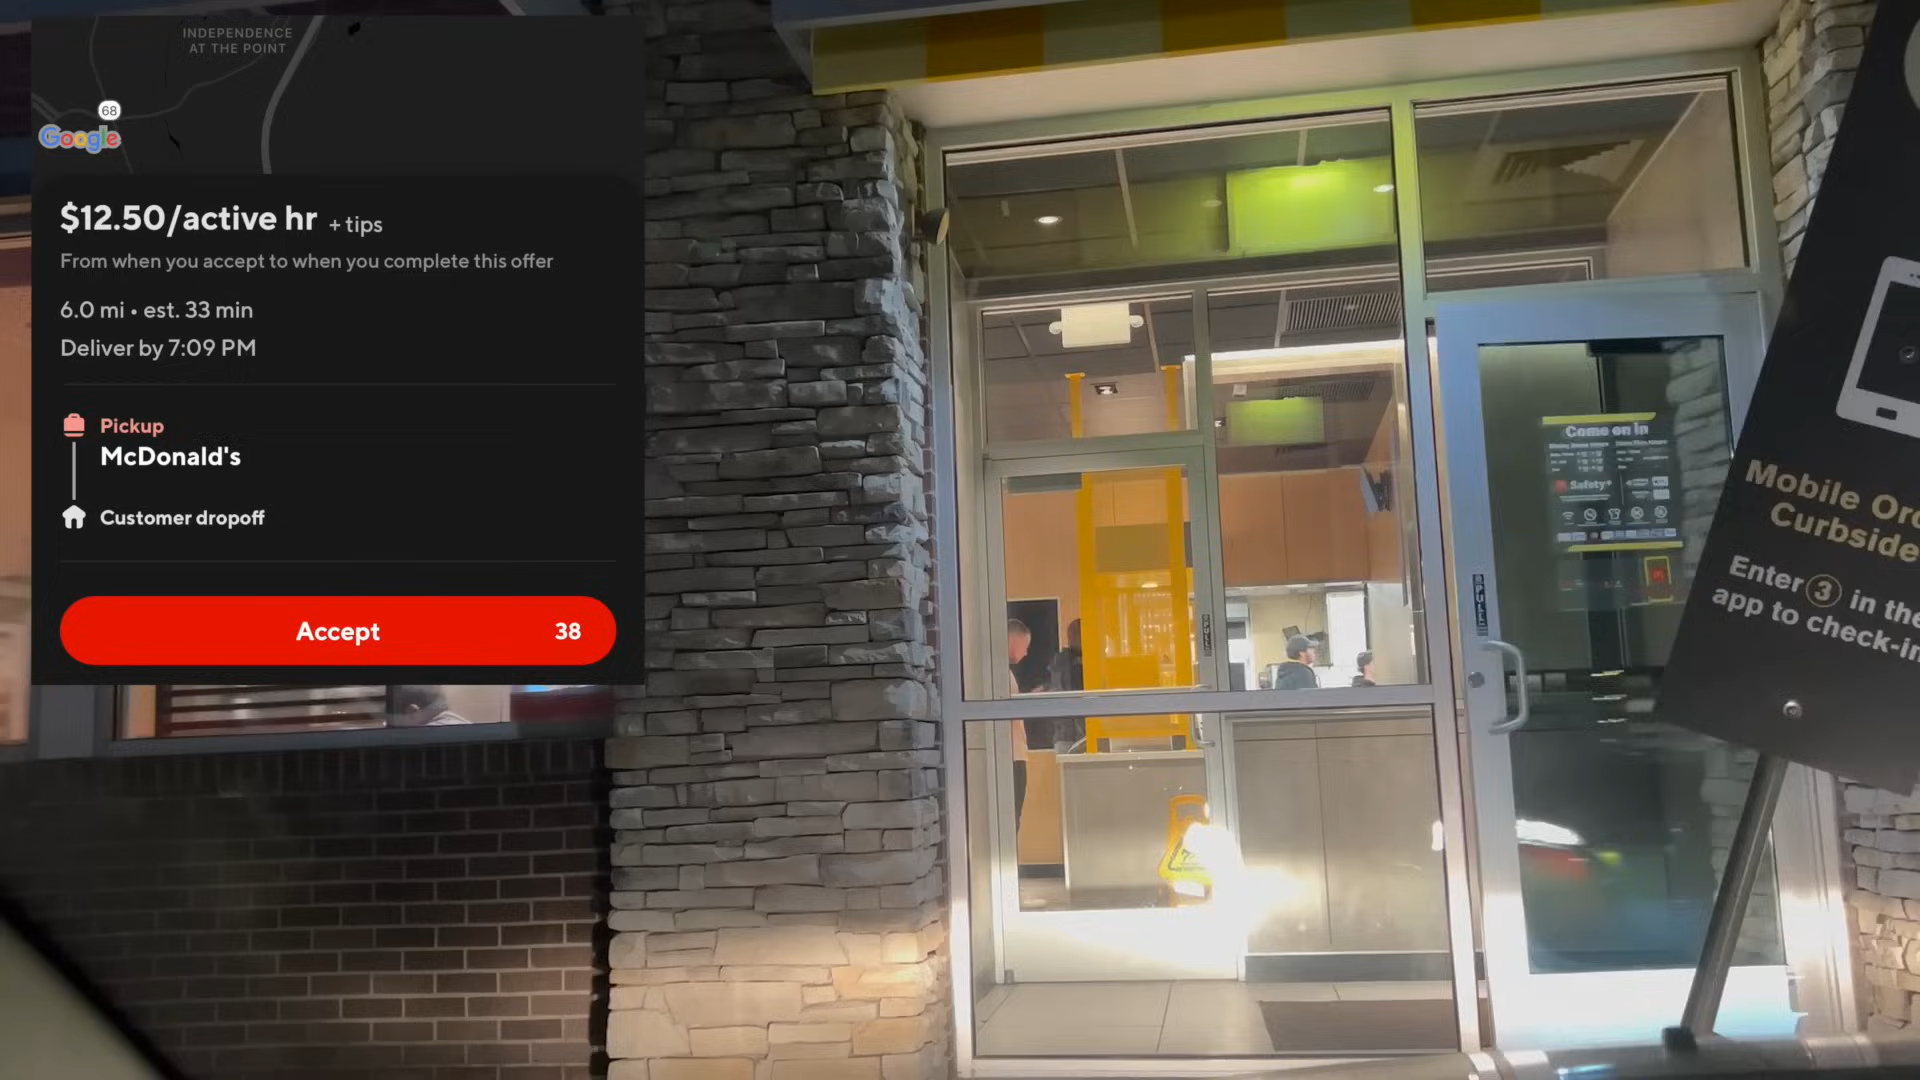 INDEPENDENCE
AT THE POINT
68
Google
$12.50/active hr + tips
From when you accept to when you complete this offer
6.0 mi • est. 33 min
Deliver by 7:09 PM
Pickup
McDonald's
Customer dropoff
Accept 38
Come on in
Safety+
PULL
PULL
Mobile Or
Curbside
Enter 3 in the
app to check-in